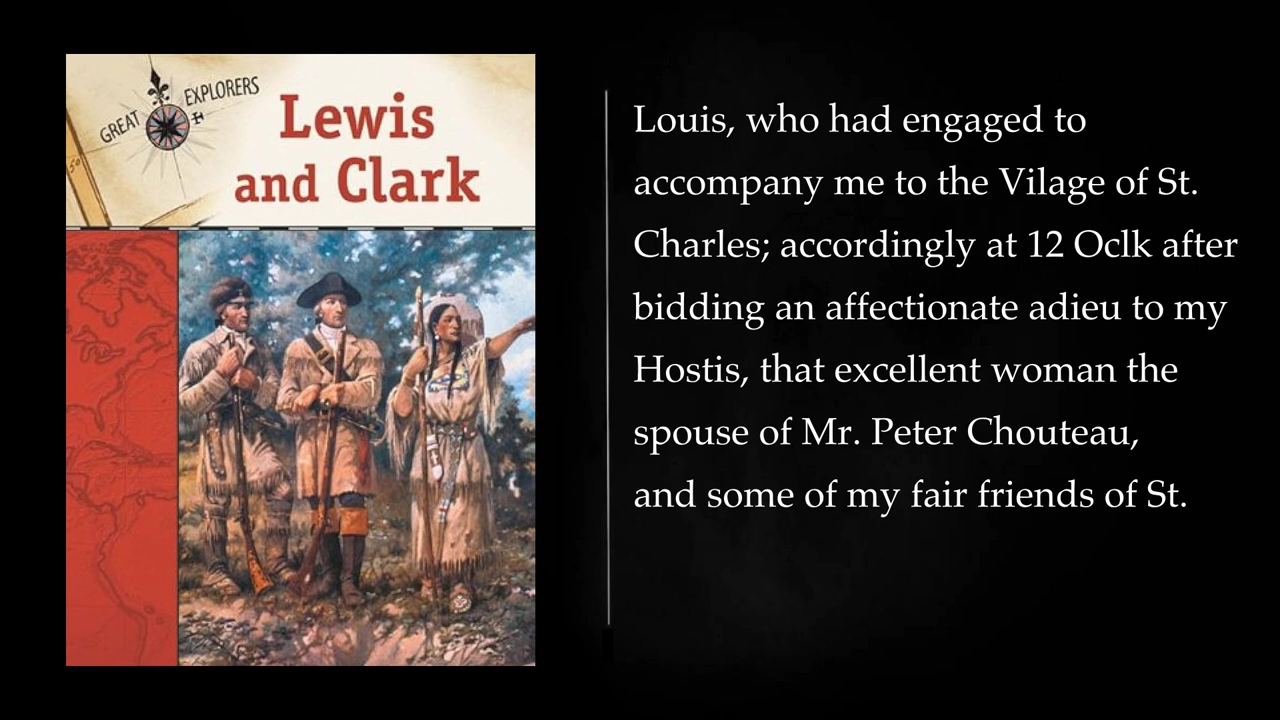 GREAT EXPLORERS
Lewis
and Clark
50
Louis, who had engaged to
accompany me to the Vilage of St.
Charles; accordingly at 12 Oclk after
bidding an affectionate adieu to my
Hostis, that excellent woman the
spouse of Mr. Peter Chouteau,
and some of my fair friends of St.